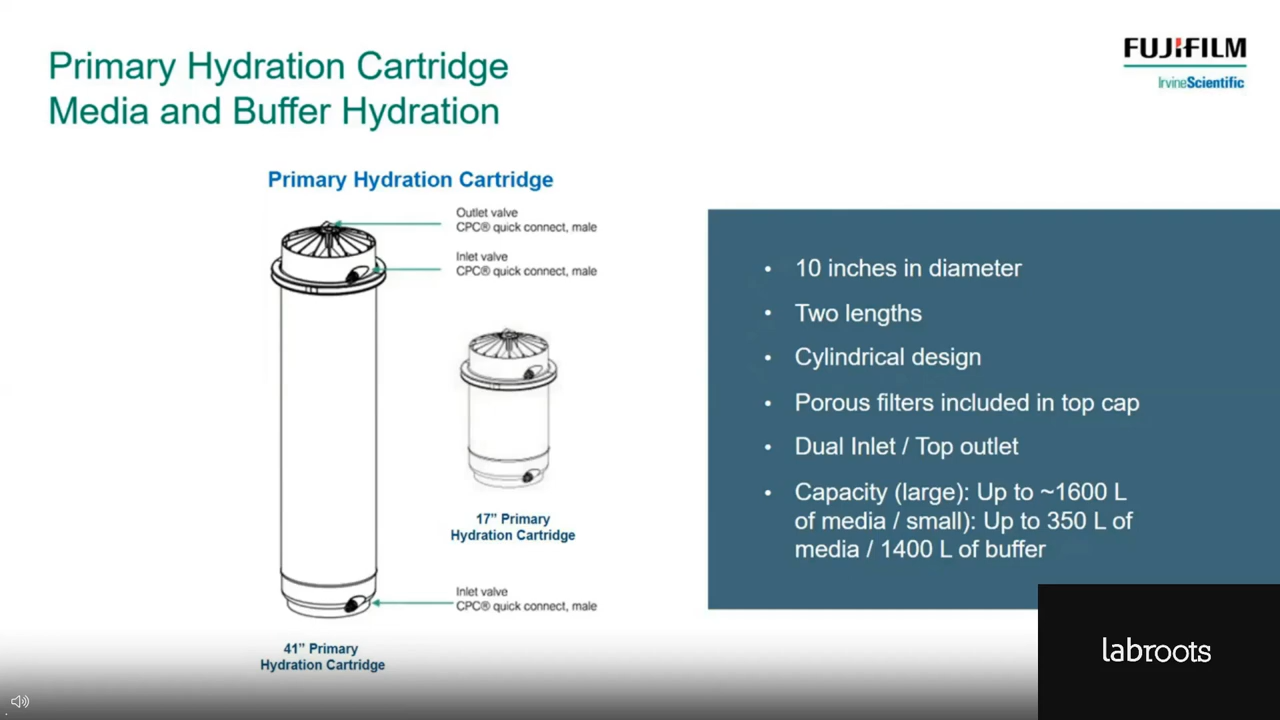 Primary Hydration Cartridge
Media and Buffer Hydration
FUJIFILM
IrvineScientific
Primary Hydration Cartridge
Outlet valve
CPC® quick connect, male
Inlet valve
CPC® quick connect, male
17” Primary
Hydration Cartridge
Inlet valve
CPC® quick connect, male
41” Primary
Hydration Cartridge
• 10 inches in diameter
• Two lengths
• Cylindrical design
• Porous filters included in top cap
• Dual Inlet / Top outlet
• Capacity (large): Up to ~1600 L
of media / small): Up to 350 L of
media / 1400 L of buffer
labroots